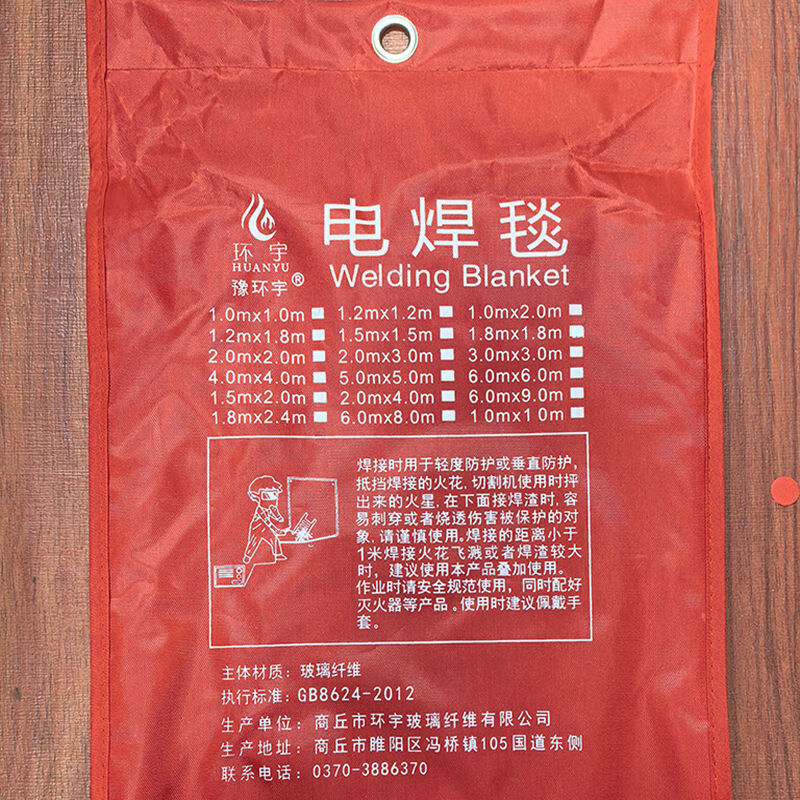 电焊毯
环宇
HUANYU
豫环宇®
Welding Blanket
1.0mx1.0m 1.2mx1.2m 1.0mx2.0m
1.2mx1.8m 1.5mx1.5m 1.8mx1.8m
2.0mx2.0m 2.0mx3.0m 3.0mx3.0m
4.0mx4.0m 5.0mx5.0m 6.0mx6.0m
1.5mx2.0m 2.0mx4.0m 6.0mx9.0m
1.8mx2.4m 6.0mx8.0m 10mx10m
焊接时用于轻度防护或垂直防护,
抵挡焊接的火花,切割机使用时抨
出来的火星,在下面接焊渣时,容
易刺穿或者烧透伤害被保护的对
象,请谨慎使用,焊接的距离小于
1米焊接火花飞溅或者焊渣较大
时，建议使用本产品叠加使用。
作业时请安全规范使用,同时配好
灭火器等产品。使用时建议佩戴手
套。
主体材质：玻璃纤维
执行标准：GB8624-2012
生产单位：商丘市环宇玻璃纤维有限公司
生产地址：商丘市睢阳区冯桥镇105国道东侧
联系电话：0370-3886370